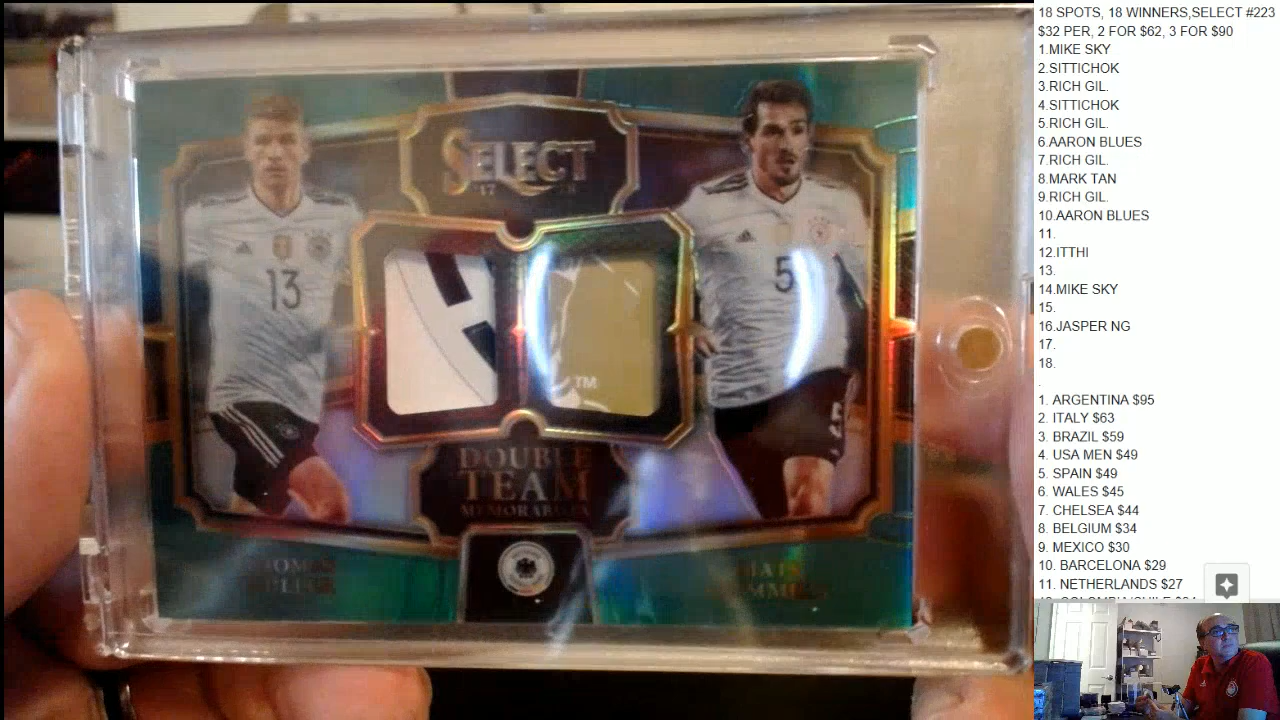 SELECT
17 18
13
5
TM
5
DOUBLE
TEAM
MEMORABILIA
18 SPOTS, 18 WINNERS,SELECT #223
$32 PER, 2 FOR $62, 3 FOR $90
1.MIKE SKY
2.SITTICHOK
3.RICH GIL.
4.SITTICHOK
5.RICH GIL.
6.AARON BLUES
7.RICH GIL.
8.MARK TAN
9.RICH GIL.
10.AARON BLUES
11.
12.ITTHI
13.
14.MIKE SKY
15.
16.JASPER NG
17.
18.
.
1. ARGENTINA $95
2. ITALY $63
3. BRAZIL $59
4. USA MEN $49
5. SPAIN $49
6. WALES $45
7. CHELSEA $44
8. BELGIUM $34
9. MEXICO $30
10. BARCELONA $29
11. NETHERLANDS $27